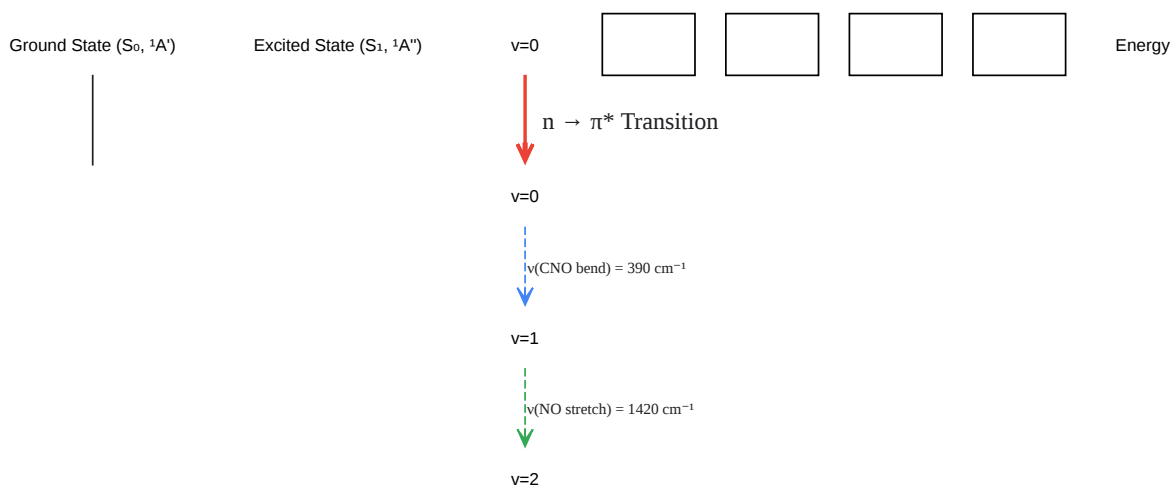 Ground State (S₀, ¹A') Excited State (S₁, ¹A'') v=0 Energy
n → π* Transition
v=0
ν(CNO bend) = 390 cm⁻¹
v=1
ν(NO stretch) = 1420 cm⁻¹
v=2